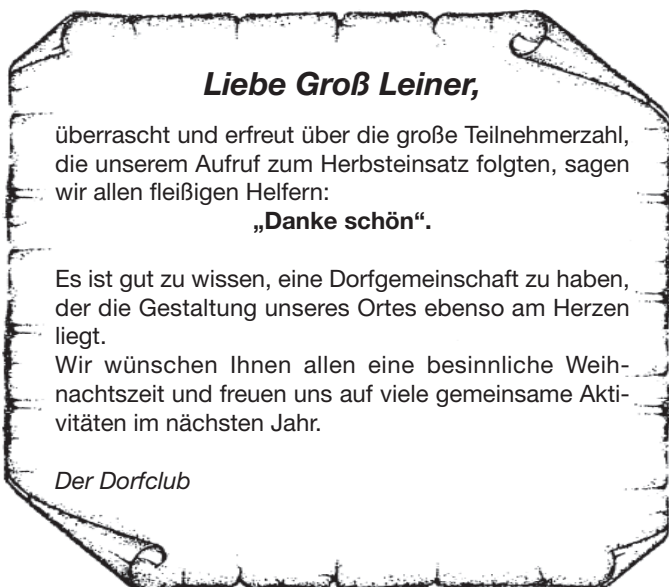 Liebe Groß Leiner,
überrascht und erfreut über die große Teilnehmerzahl,
die unserem Aufruf zum Herbsteinsatz folgten, sagen
wir allen fleißigen Helfern:
„Danke schön“.
Es ist gut zu wissen, eine Dorfgemeinschaft zu haben,
der die Gestaltung unseres Ortes ebenso am Herzen
liegt.
Wir wünschen Ihnen allen eine besinnliche Weih-
nachtszeit und freuen uns auf viele gemeinsame Akti-
vitäten im nächsten Jahr.
Der Dorfclub